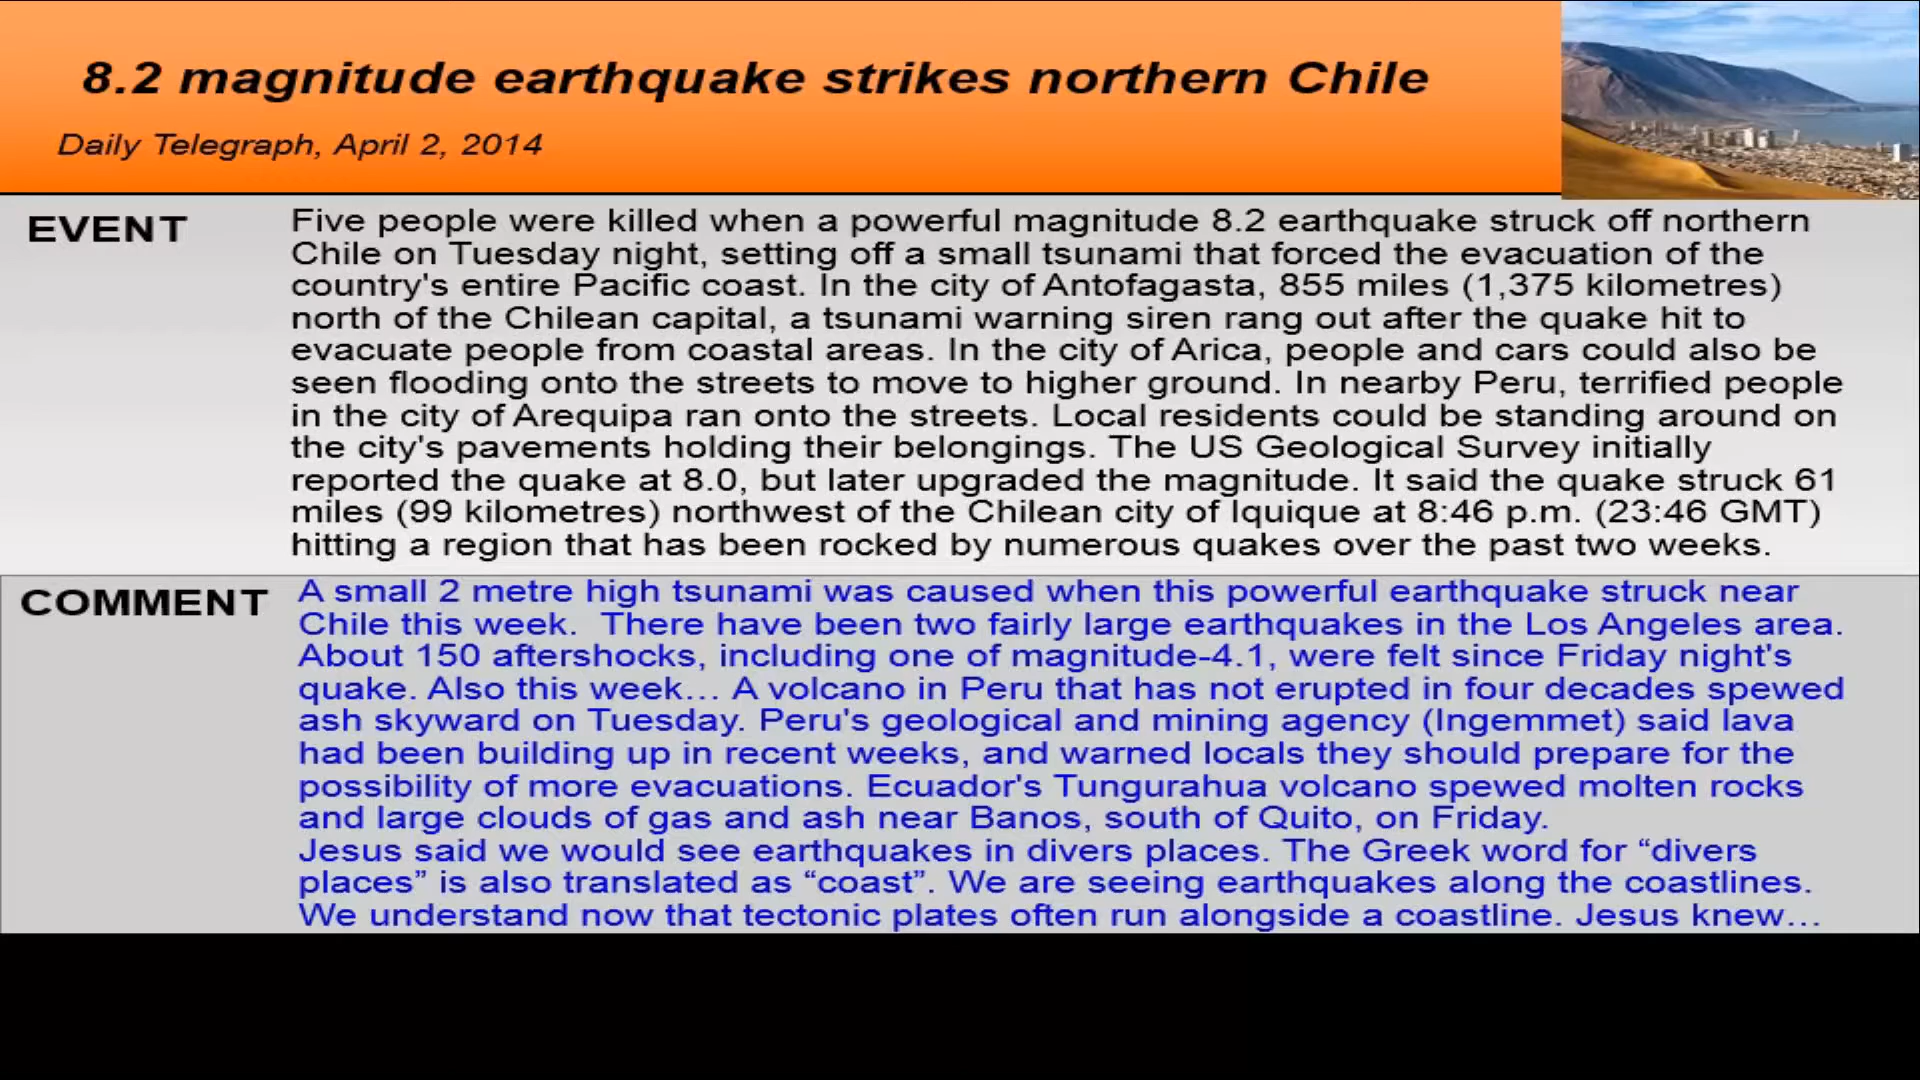 8.2 magnitude earthquake strikes northern Chile
Daily Telegraph, April 2, 2014
EVENT
Five people were killed when a powerful magnitude 8.2 earthquake struck off northern
Chile on Tuesday night, setting off a small tsunami that forced the evacuation of the
country's entire Pacific coast. In the city of Antofagasta, 855 miles (1,375 kilometres)
north of the Chilean capital, a tsunami warning siren rang out after the quake hit to
evacuate people from coastal areas. In the city of Arica, people and cars could also be
seen flooding onto the streets to move to higher ground. In nearby Peru, terrified people
in the city of Arequipa ran onto the streets. Local residents could be standing around on
the city's pavements holding their belongings. The US Geological Survey initially
reported the quake at 8.0, but later upgraded the magnitude. It said the quake struck 61
miles (99 kilometres) northwest of the Chilean city of Iquique at 8:46 p.m. (23:46 GMT)
hitting a region that has been rocked by numerous quakes over the past two weeks.
COMMENT
A small 2 metre high tsunami was caused when this powerful earthquake struck near
Chile this week.  There have been two fairly large earthquakes in the Los Angeles area.
About 150 aftershocks, including one of magnitude-4.1, were felt since Friday night's
quake. Also this week… A volcano in Peru that has not erupted in four decades spewed
ash skyward on Tuesday. Peru's geological and mining agency (Ingemmet) said lava
had been building up in recent weeks, and warned locals they should prepare for the
possibility of more evacuations. Ecuador's Tungurahua volcano spewed molten rocks
and large clouds of gas and ash near Banos, south of Quito, on Friday.
Jesus said we would see earthquakes in divers places. The Greek word for “divers
places” is also translated as “coast”. We are seeing earthquakes along the coastlines.
We understand now that tectonic plates often run alongside a coastline. Jesus knew…